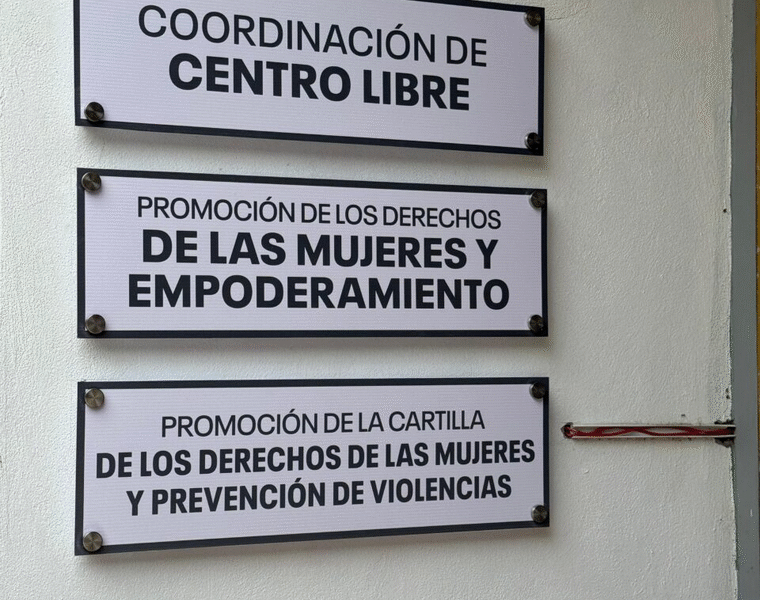 COORDINACIÓN DE
CENTRO LIBRE
PROMOCIÓN DE LOS DERECHOS
DE LAS MUJERES Y
EMPODERAMIENTO
PROMOCIÓN DE LA CARTILLA
DE LOS DERECHOS DE LAS MUJERES
Y PREVENCIÓN DE VIOLENCIAS